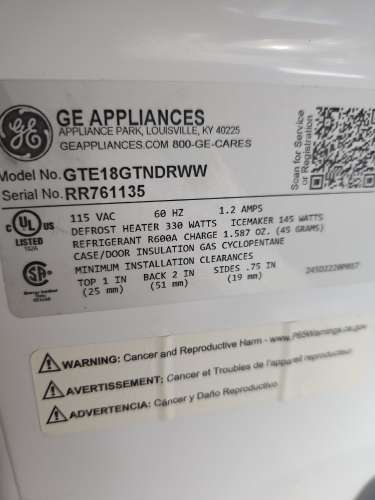 GE APPLIANCES
APPLIANCE PARK, LOUISVILLE, KY 40225
GEAPPLIANCES.COM 800-GE-CARES
Scan for Service
or Registration
Model No. GTE18GTNDRWW
Serial No. RR761135
115 VAC 60 HZ 1.2 AMPS
DEFROST HEATER 330 WATTS ICEMAKER 145 WATTS
REFRIGERANT R600A CHARGE 1.587 OZ. (45 GRAMS)
CASE/DOOR INSULATION GAS CYCLOPENTANE
MINIMUM INSTALLATION CLEARANCES
TOP 1 IN BACK 2 IN SIDES .75 IN
(25 mm) (51 mm) (19 mm)
c UL US
LISTED
SA
WARNING: Cancer and Reproductive Harm - www.P65Warnings.ca.gov
AVERTISSEMENT: Cancer et Troubles de l'appareil reproducteur
ADVERTENCIA: Cáncer y Daño Reproductivo.